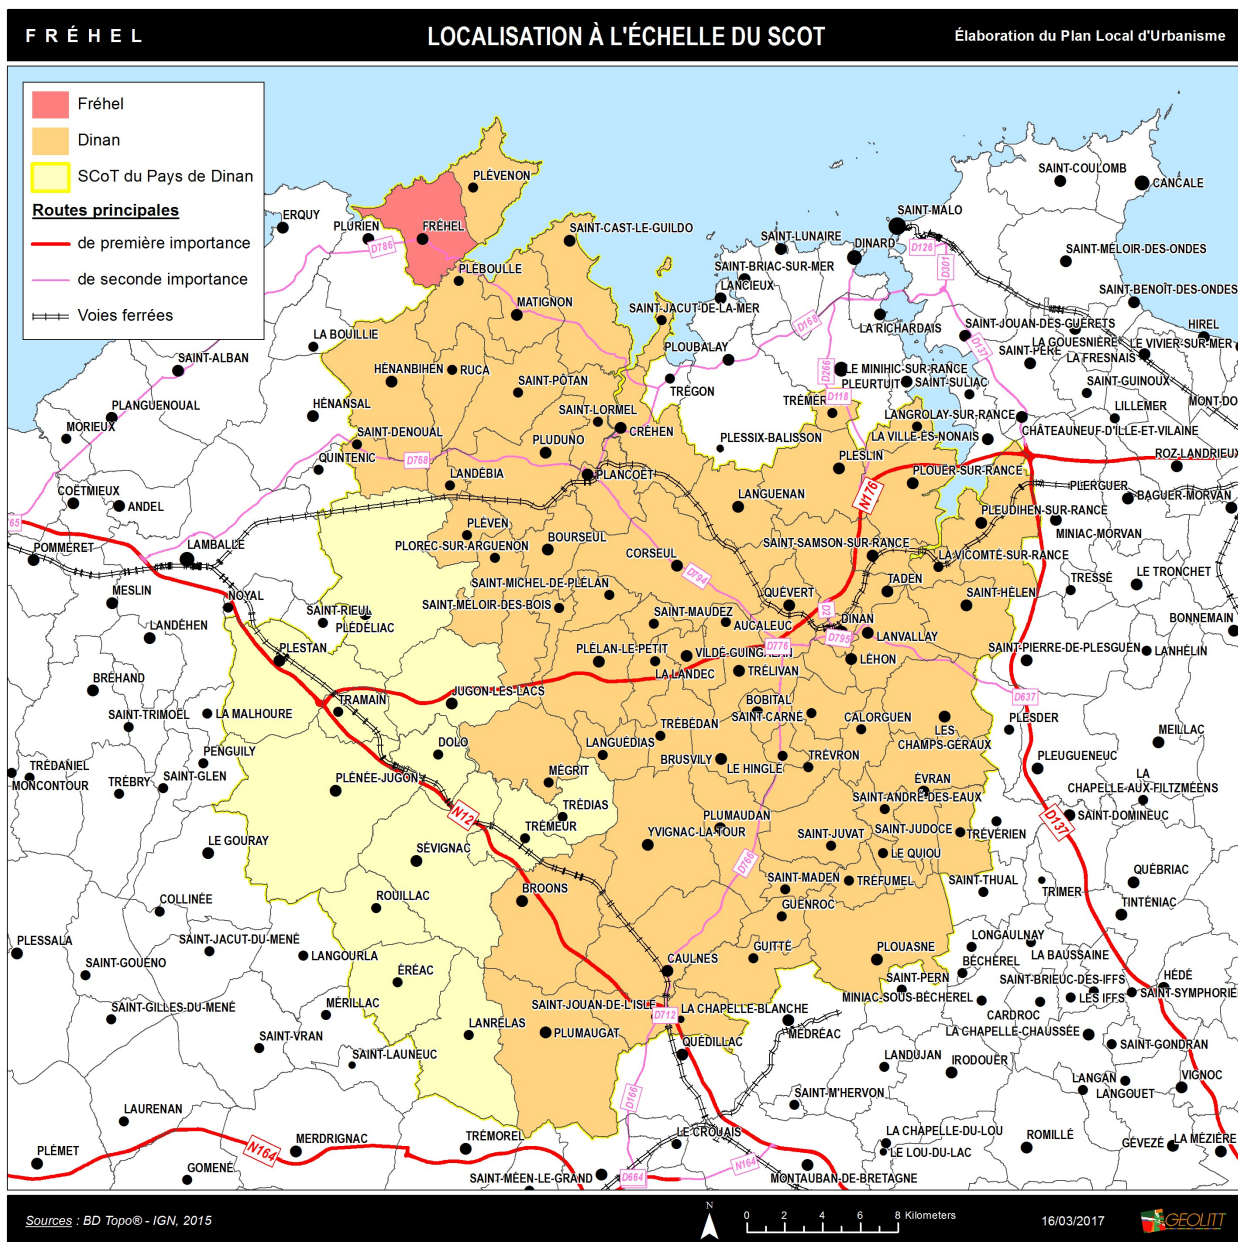 FRÉHEL
LOCALISATION À L'ÉCHELLE DU SCOT
Élaboration du Plan Local d'Urbanisme
Fréhel
Dinan
SCoT du Pays de Dinan
Routes principales
de première importance
de seconde importance
Voies ferrées
PLÉVENON
SAINT-COULOMB
CANCALE
ERQUY
PLURIEN
FRÉHEL
SAINT-CAST-LE-GUILDO
SAINT-MALO
D786
SAINT-LUNAIRE
DINARD
D126
D301
SAINT-MÉLOIR-DES-ONDES
PLÉBOULLE
SAINT-BRIAC-SUR-MER
LANCIEUX
SAINT-BENOÎT-DES-ONDES
MATIGNON
SAINT-JACUT-DE-LA-MER
D168
LA RICHARDAIS
SAINT-JOUAN-DES-GUÉRETS
HIREL
LA BOUILLIE
PLOUBALAY
D137
LA GOUESNIÈRE
LE VIVIER-SUR-MER
SAINT-PÈRE
LA FRESNAIS
SAINT-ALBAN
HÉNANBIHEN
RUCA
SAINT-PÔTAN
TRÉGON
D266
LE MINIHIC-SUR-RANCE
PLEURTUIT
SAINT-SULIAC
SAINT-GUINOUX
D118
TRÉMER
MONT-DO
PLANGUENOUAL
HÉNANSAL
SAINT-LORMEL
CRÉHEN
LANGROLAY-SUR-RANCE
LILLEMER
MORIEUX
SAINT-DENOUAL
PLUDUNO
PLESSIX-BALISSON
LA VILLE-ÈS-NONAIS
CHÂTEAUNEUF-D'ILLE-ET-VILAINE
QUINTENIC
D768
LANDÉBIA
PLANCOËT
PLESLIN
PLOUËR-SUR-RANCE
ROZ-LANDRIEUX
COËTMIEUX
ANDEL
LANGUENAN
N176
PLERGUER
BAGUER-MORVAN
65
PLÉVEN
PLEUDIHEN-SUR-RANCE
MINIAC-MORVAN
POMMERET
LAMBALLE
PLOREC-SUR-ARGUENON
BOURSEUL
CORSEUL
SAINT-SAMSON-SUR-RANCE
LA VICOMTÉ-SUR-RANCE
D794
MESLIN
NOYAL
SAINT-MICHEL-DE-PLÉLAN
TADEN
TRESSÉ
LE TRONCHET
SAINT-RIEUL
SAINT-MÉLOIR-DES-BOIS
SAINT-MAUDEZ
QUÉVERT
SAINT-HÉLEN
LANDÉHEN
PLÉDÉLIAC
AUCALEUC
D2
DINAN
BONNEMAIN
D795
LANVALLAY
PLESTAN
PLÉLAN-LE-PETIT
VILDÉ-GUINGALAN
D776
LÉHON
SAINT-PIERRE-DE-PLESGUEN
LANHÉLIN
LA LANDEC
TRÉLIVAN
BRÉHAND
JUGON-LES-LACS
D637
SAINT-TRIMOËL
LA MALHOURE
TRAMAIN
BOBITAL
SAINT-CARNÉ
CALORGUEN
LES
CHAMPS-GÉRAUX
PLESDER
TRÉBÉDAN
MEILLAC
PENGUILY
DOLO
LANGUÉDIAS
TRÉDANIEL
MONCONTOUR
SAINT-GLEN
TRÉBRY
PLÉNÉE-JUGON
MÉGRIT
BRUSVILY
LE HINGLÉ
TRÉVRON
ÉVRAN
PLEUGUENEUC
LA
CHAPELLE-AUX-FILTZMÉENS
TRÉDIAS
N12
TRÉMEUR
PLUMAUDAN
SAINT-ANDRÉ-DES-EAUX
SAINT-DOMINEUC
D137
YVIGNAC-LA-TOUR
SAINT-JUVAT
SAINT-JUDOCE
TRÉVÉRIEN
LE GOURAY
SÉVIGNAC
LE QUIOU
D766
SAINT-MADEN
TRÉFUMEL
SAINT-THUAL
TRIMER
QUÉBRIAC
COLLINÉE
ROUILLAC
BROONS
GUENROC
TINTÉNIAC
PLESSALA
SAINT-JACUT-DU-MENÉ
LANGOURLA
GUITTÉ
PLOUASNE
LONGAULNAY
LA BAUSSAINE
SAINT-GOUENO
ÉRÉAC
CAULNES
BÉCHEREL
SAINT-PERN
SAINT-BRIEUC-DES-IFFS
HÉDÉ
SAINT-GILLES-DU-MENÉ
MÉRILLAC
SAINT-JOUAN-DE-L'ISLE
D712
LA CHAPELLE-BLANCHE
MINIAC-SOUS-BÉCHEREL
LES IFFS
SAINT-SYMPHORIE
CARDROC
SAINT-VRAN
LANRELAS
PLUMAUGAT
MÉDRÉAC
LA CHAPELLE-CHAUSSÉE
SAINT-GONDRAN
SAINT-LAUNEUC
QUÉDILLAC
LANDUJAN
IRODOUËR
LANGAN
LANGOUET
VIGNOC
LAURENAN
D166
SAINT-M'HERVON
PLÉMET
N164
MERDRIGNAC
TRÉMOREL
LE CROUAIS
LA CHAPELLE-DU-LOU
ROMILLÉ
GÉVEZÉ
LA MÉZIÈRE
LE LOU-DU-LAC
GOMENÉ
SAINT-MÉEN-LE-GRAND
D664
N164
MONTAUBAN-DE-BRETAGNE
Sources : BD Topo® - IGN, 2015
N
0 2 4 6 8 Kilometers
16/03/2017
GEOLITT